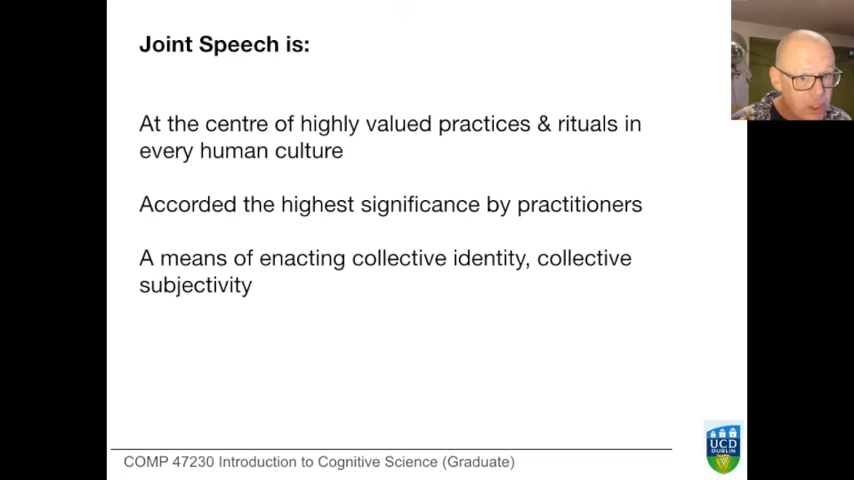 Joint Speech is:
At the centre of highly valued practices & rituals in
every human culture
Accorded the highest significance by practitioners
A means of enacting collective identity, collective
subjectivity
UCD
DUBLIN
COMP 47230 Introduction to Cognitive Science (Graduate)